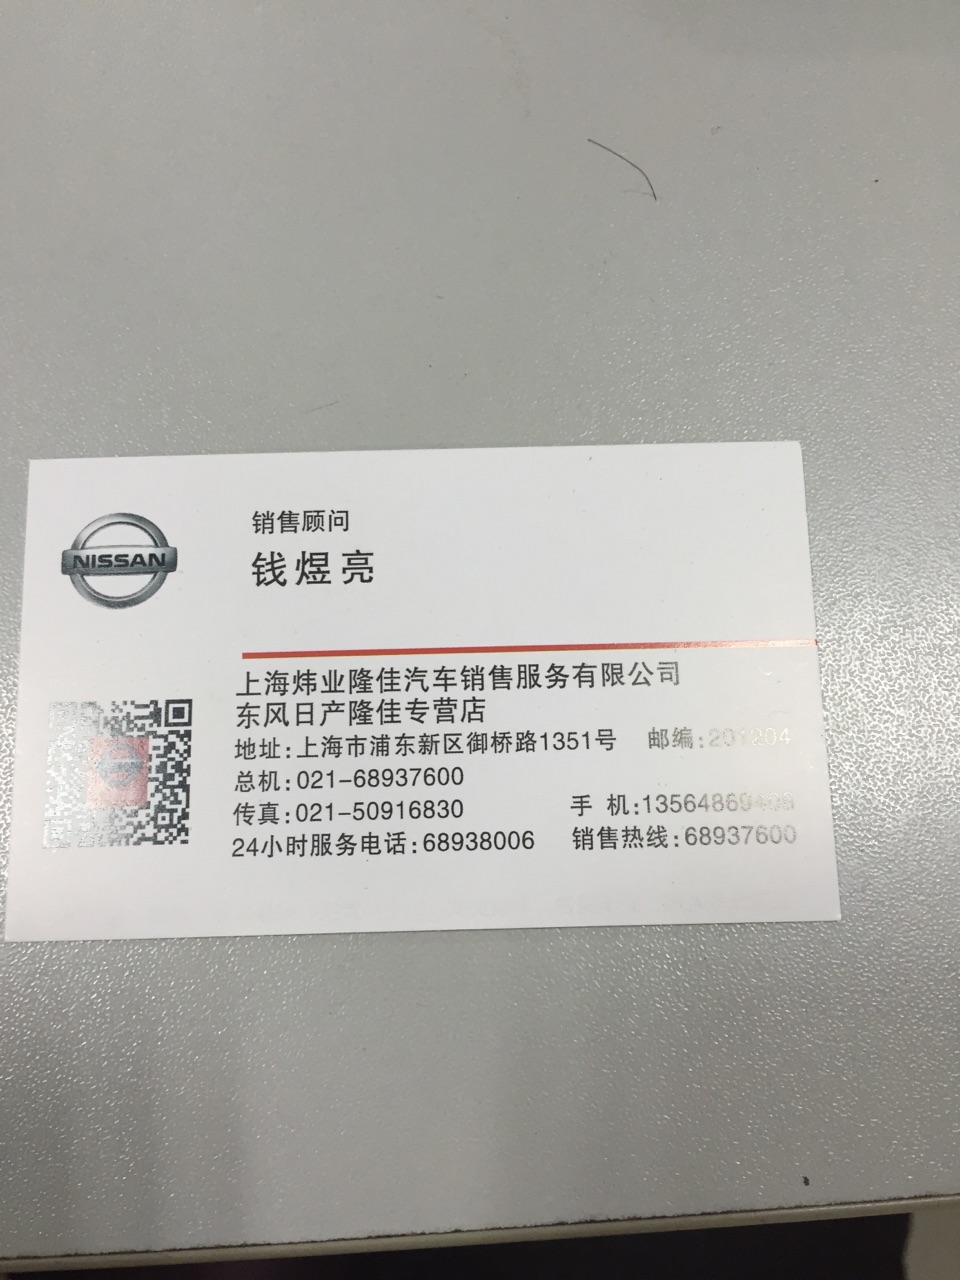 NISSAN
销售顾问
钱煜亮
上海炜业隆佳汽车销售服务有限公司
东风日产隆佳专营店
地址:上海市浦东新区御桥路1351号 邮编:201204
总机:021-68937600
传真:021-50916830 手 机:
24小时服务电话:68938006 销售热线:68937600